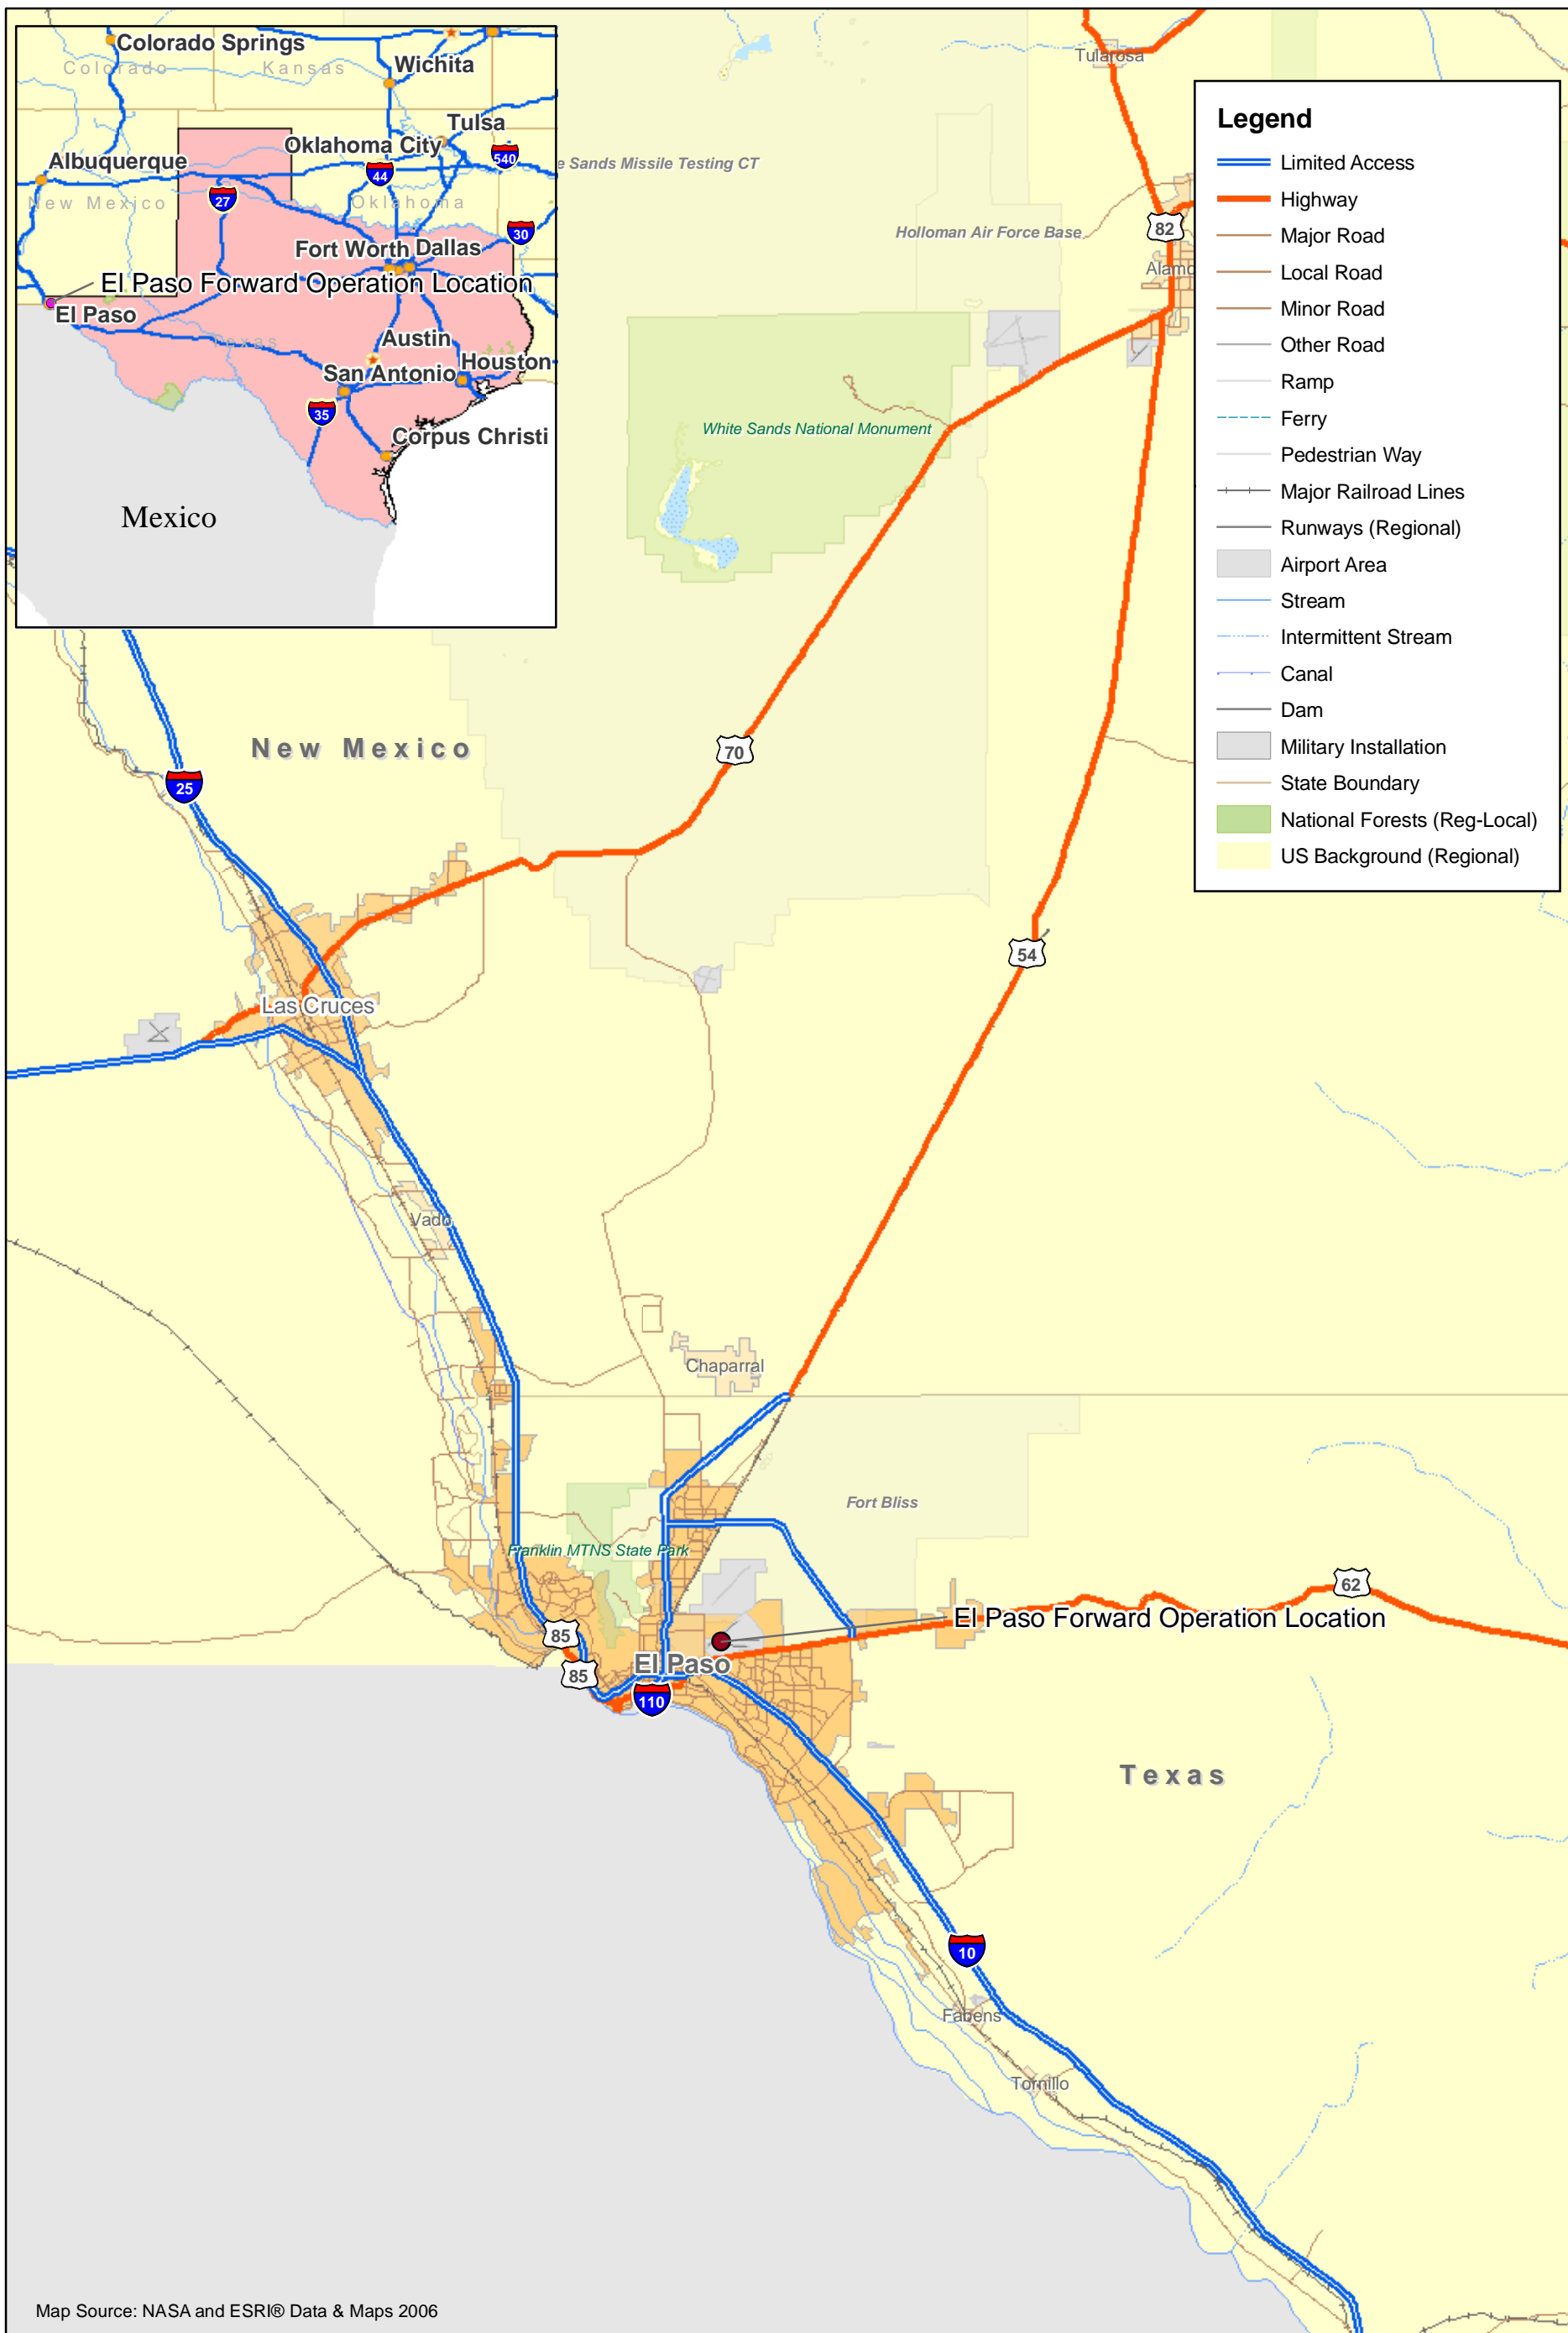 Colorado Springs
Colorado
Kansas
Wichita
Tulsa
Oklahoma City
540
44
Albuquerque
27
New Mexico
Oklahoma
30
Fort Worth
Dallas
El Paso Forward Operation Location
El Paso
Texas
Austin
Houston
San Antonio
35
Corpus Christi
Mexico
Tularosa
e Sands Missile Testing CT
Holloman Air Force Base
82
Alamo
White Sands National Monument
Legend
Limited Access
Highway
Major Road
Local Road
Minor Road
Other Road
Ramp
Ferry
Pedestrian Way
Major Railroad Lines
Runways (Regional)
Airport Area
Stream
Intermittent Stream
Canal
Dam
Military Installation
State Boundary
National Forests (Reg-Local)
US Background (Regional)
New Mexico
70
25
54
Las Cruces
Vado
Chaparral
Fort Bliss
Franklin MTNS State Park
62
El Paso Forward Operation Location
85
85
El Paso
110
Texas
10
Fabens
Tornillo
Map Source: NASA and ESRI® Data & Maps 2006